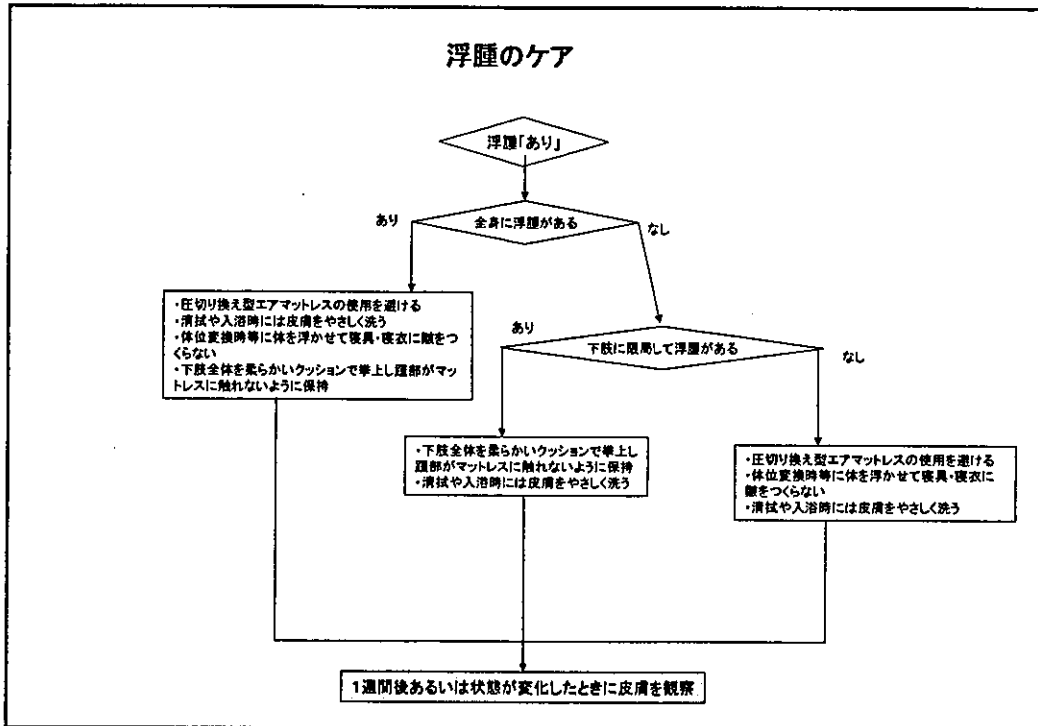 浮腫のケア
浮腫「あり」
あり
全身に浮腫がある
なし
・圧切り換え型エアマットレスの使用を避ける
・清拭や入浴時には皮膚をやさしく洗う
・体位変換時等に体を浮かせて寝具・寝衣に皺をつ
くらない
・下肢全体を柔らかいクッションで挙上し踵部がマッ
トレスに触れないように保持
あり
下肢に限局して浮腫がある
なし
・下肢全体を柔らかいクッションで挙上し
踵部がマットレスに触れないように保持
・清拭や入浴時には皮膚をやさしく洗う
・圧切り換え型エアマットレスの使用を避ける
・体位変換時等に体を浮かせて寝具・寝衣に
皺をつくらない
・清拭や入浴時には皮膚をやさしく洗う
1週間後あるいは状態が変化したときに皮膚を観察